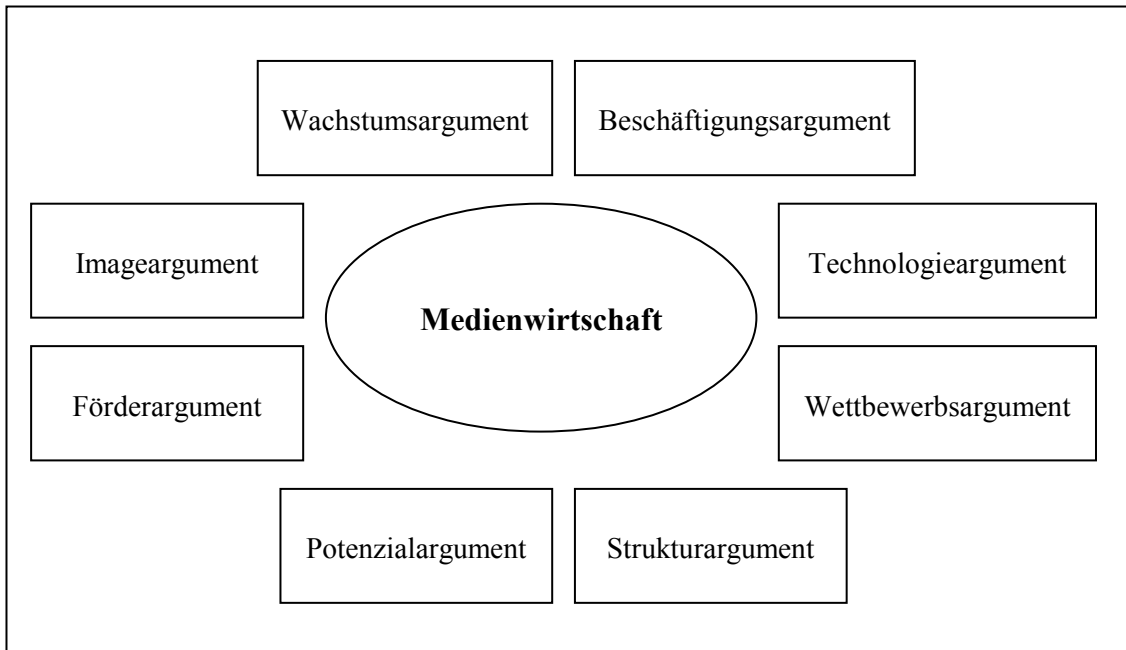 Wachstumsargument
Beschäftigungsargument
Imageargument
Technologieargument
Medienwirtschaft
Förderargument
Wettbewerbsargument
Potenzialargument
Strukturargument